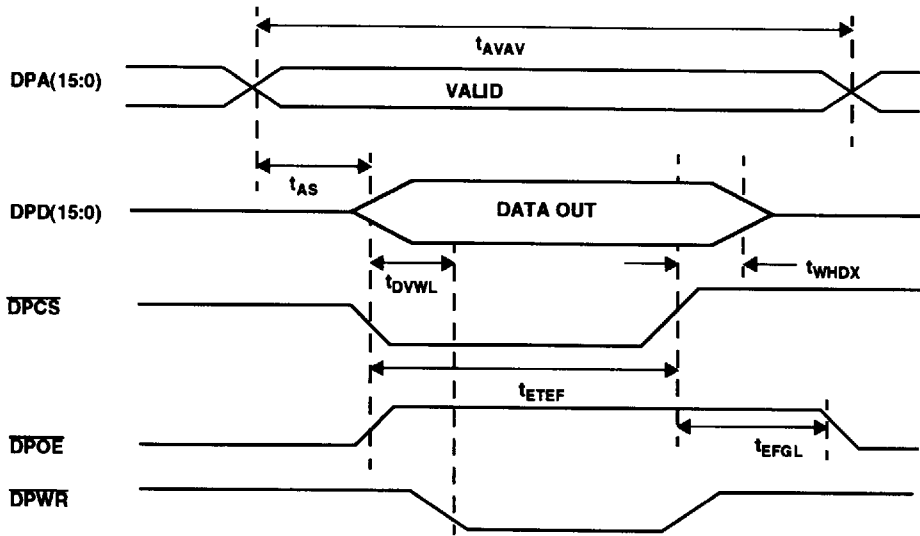 tAVAV
DPA(15:0)
VALID
tAS
DPD(15:0)
DATA OUT
tDVWL
tWHDX
DPCS
tETEF
DPOE
tEFGL
DPWR